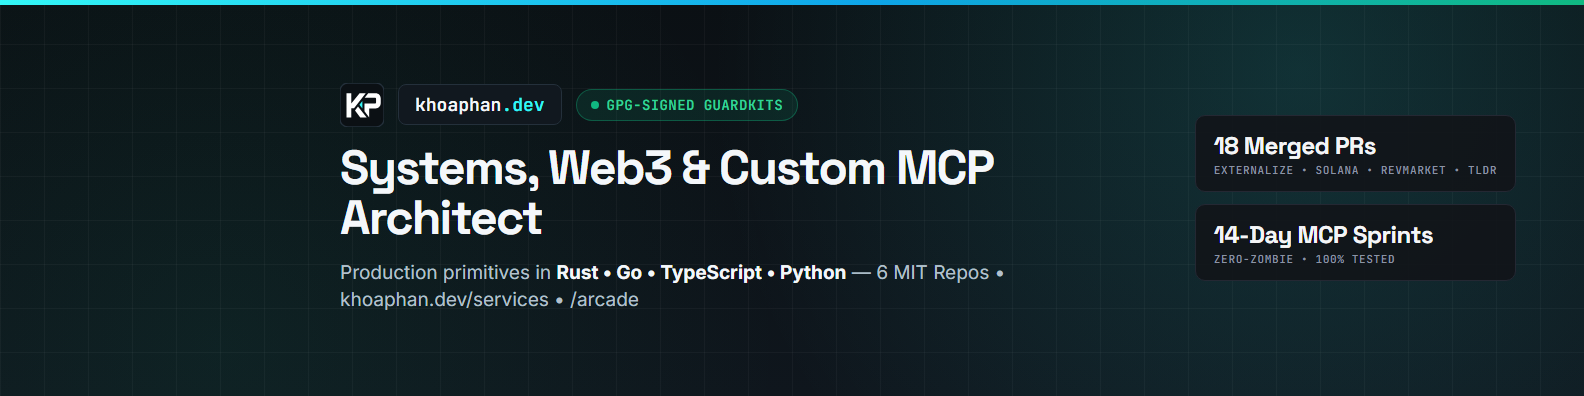 KP
khoaphan.dev
GPG-SIGNED GUARDKITS
Systems, Web3 & Custom MCP
Architect
Production primitives in Rust • Go • TypeScript • Python — 6 MIT Repos •
khoaphan.dev/services • /arcade
18 Merged PRs
EXTERNALIZE • SOLANA • REVMARKET • TLDR
14-Day MCP Sprints
ZERO-ZOMBIE • 100% TESTED